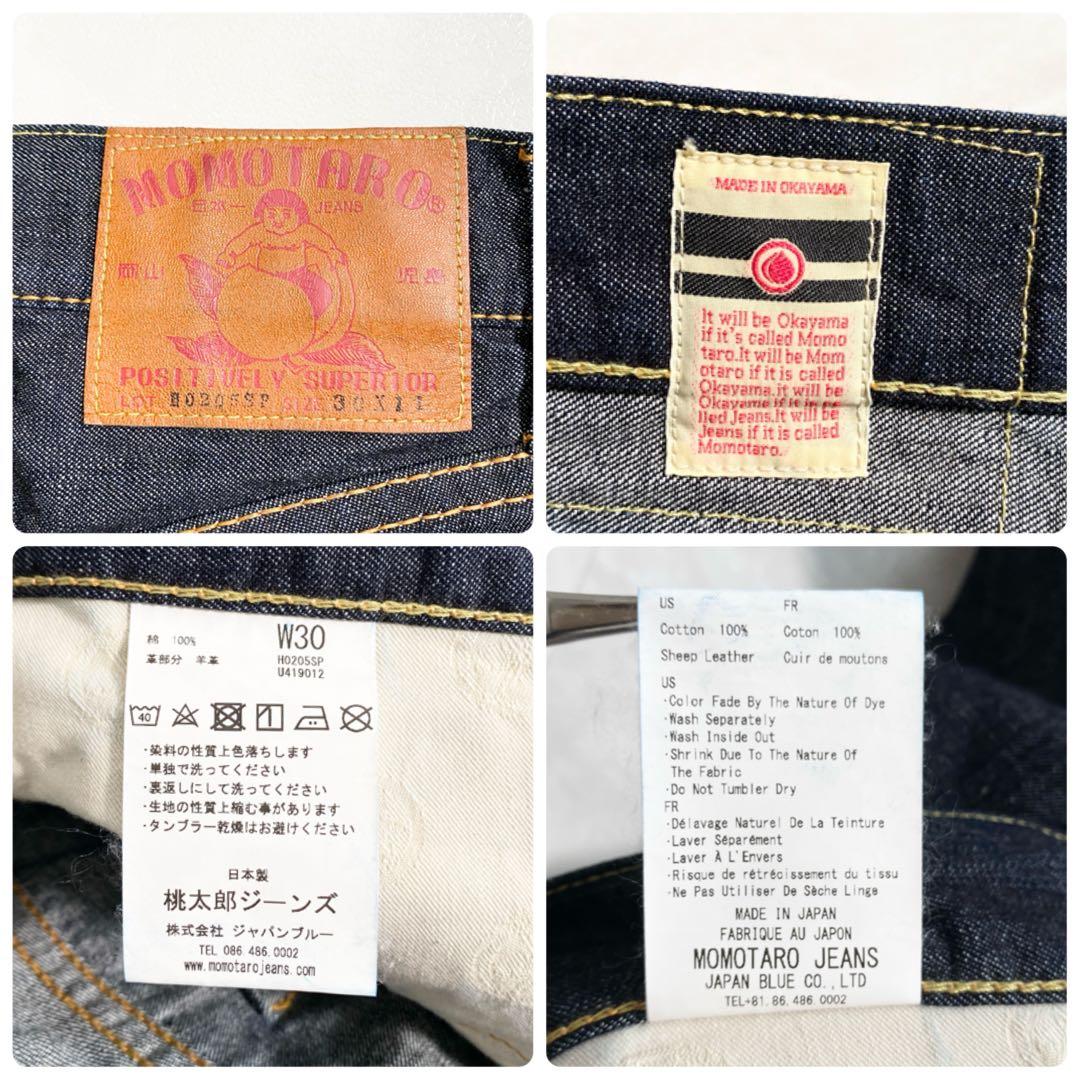 MOMOTARO®
JEANS
岡山 児島
POSITIVELY SUPERIOR
LOT H0205SP SIZE 30X11
MADE IN OKAYAMA
It will be Okayama
if it's called Momo
taro.It will be Mom
otaro if it is called
Okayama.it will be
Okayama if it is ca
lled Jeans.It will be
Jeans if it is called
Momotaro.
綿 100% W30
革部分 羊革 H0205SP
U419012
40
・染料の性質上色落ちします
・単独で洗ってください
・裏返しにして洗ってください
・生地の性質上縮む事があります
・タンブラー乾燥はお避けください
日本製
桃太郎ジーンズ
株式会社 ジャパンブルー
TEL 086.486.0002
www.momotarojeans.com
US FR
Cotton 100% Coton 100%
Sheep Leather Cuir de moutons
US
・Color Fade By The Nature Of Dye
・Wash Separately
・Wash Inside Out
・Shrink Due To The Nature Of
The Fabric
・Do Not Tumbler Dry
FR
・Délavage Naturel De La Teinture
・Laver Séparément
・Laver À L'Envers
・Risque de rétrécissement du tissu
・Ne Pas Utiliser De Sèche Linge
MADE IN JAPAN
FABRIQUE AU JAPON
MOMOTARO JEANS
JAPAN BLUE CO.,LTD
TEL+81.86.486.0002